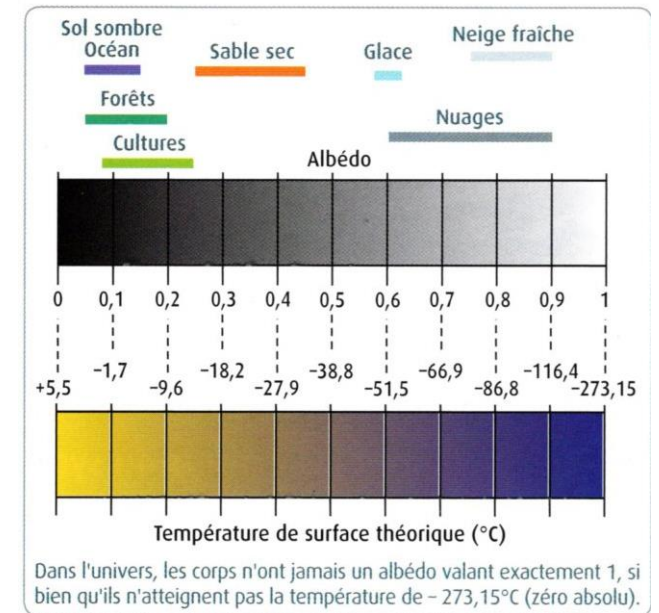 Sol sombre
Océan
Sable sec
Glace
Neige fraîche
Forêts
Nuages
Cultures
Albédo
0 0,1 0,2 0,3 0,4 0,5 0,6 0,7 0,8 0,9 1
−1,7 −18,2 −38,8 −66,9 −116,4
+5,5 −9,6 −27,9 −51,5 −86,8 −273,15
Température de surface théorique (°C)
Dans l'univers, les corps n'ont jamais un albédo valant exactement 1, si
bien qu'ils n'atteignent pas la température de − 273,15°C (zéro absolu).